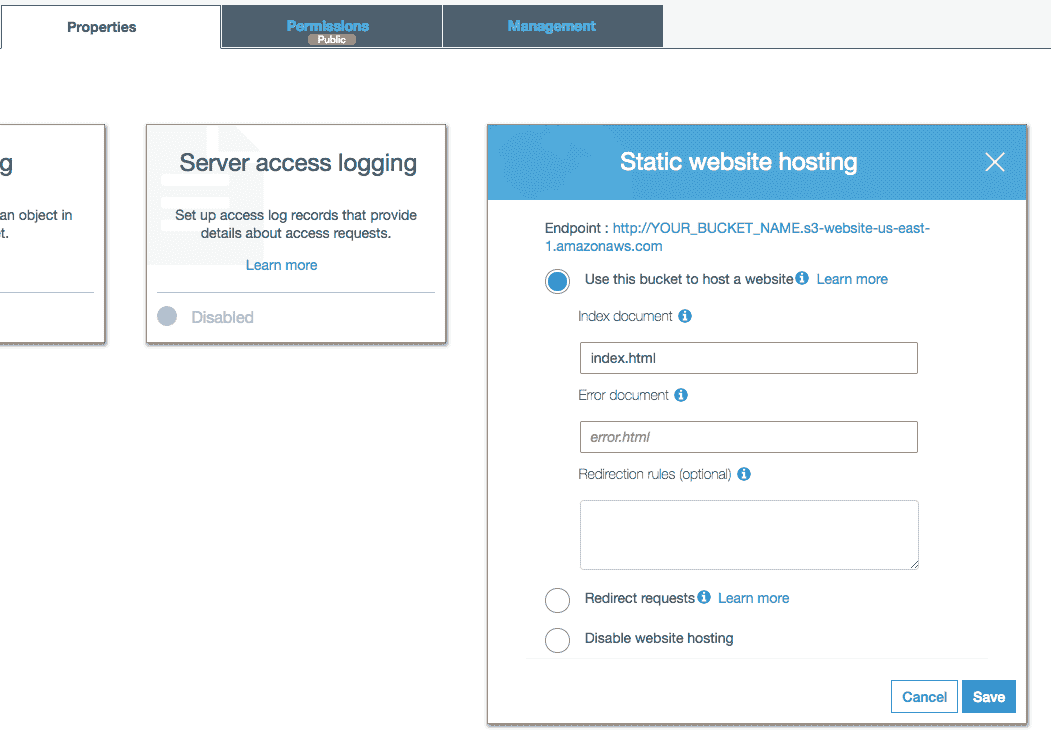 Properties
Permissions
Public
Management
g
an object in
t.
Server access logging
Set up access log records that provide
details about access requests.
Learn more
Disabled
Static website hosting
Endpoint : http://YOUR_BUCKET_NAME.s3-website-us-east-
1.amazonaws.com
Use this bucket to host a website Learn more
Index document
index.html
Error document
error.html
Redirection rules (optional)
Redirect requests Learn more
Disable website hosting
Cancel Save